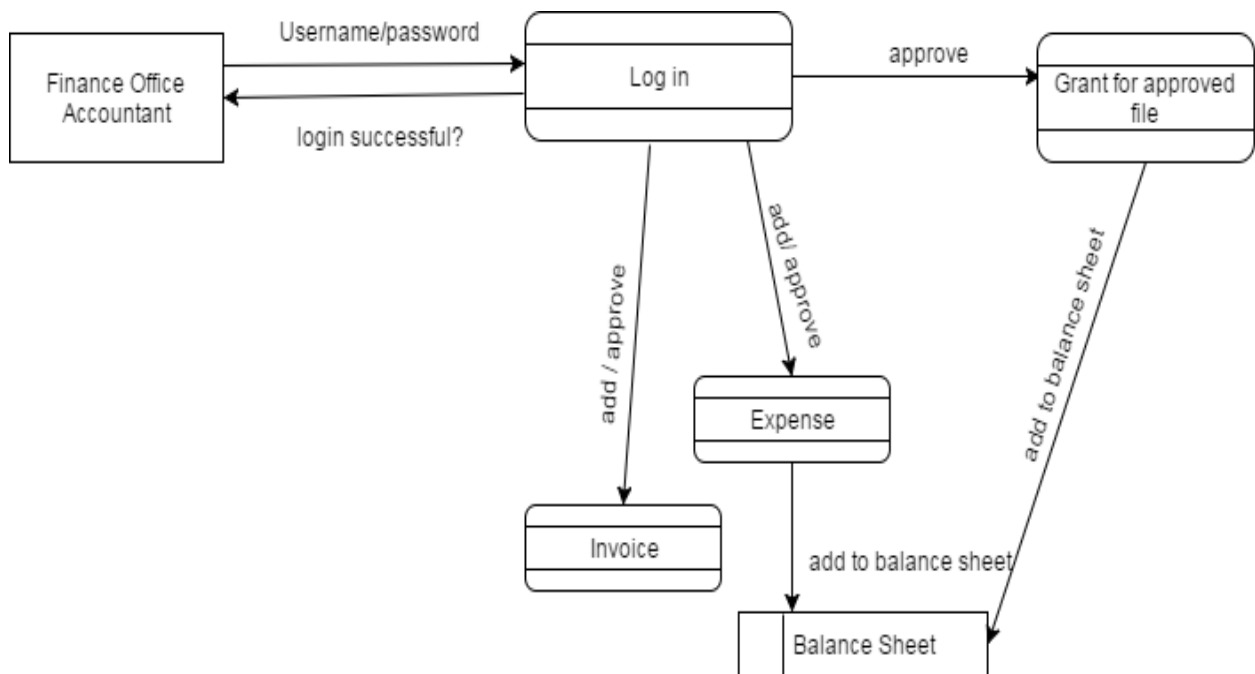 Username/password
Finance Office
Accountant
login successful?
Log in
approve
Grant for approved
file
add / approve
add/ approve
add to balance sheet
Expense
Invoice
add to balance sheet
Balance Sheet